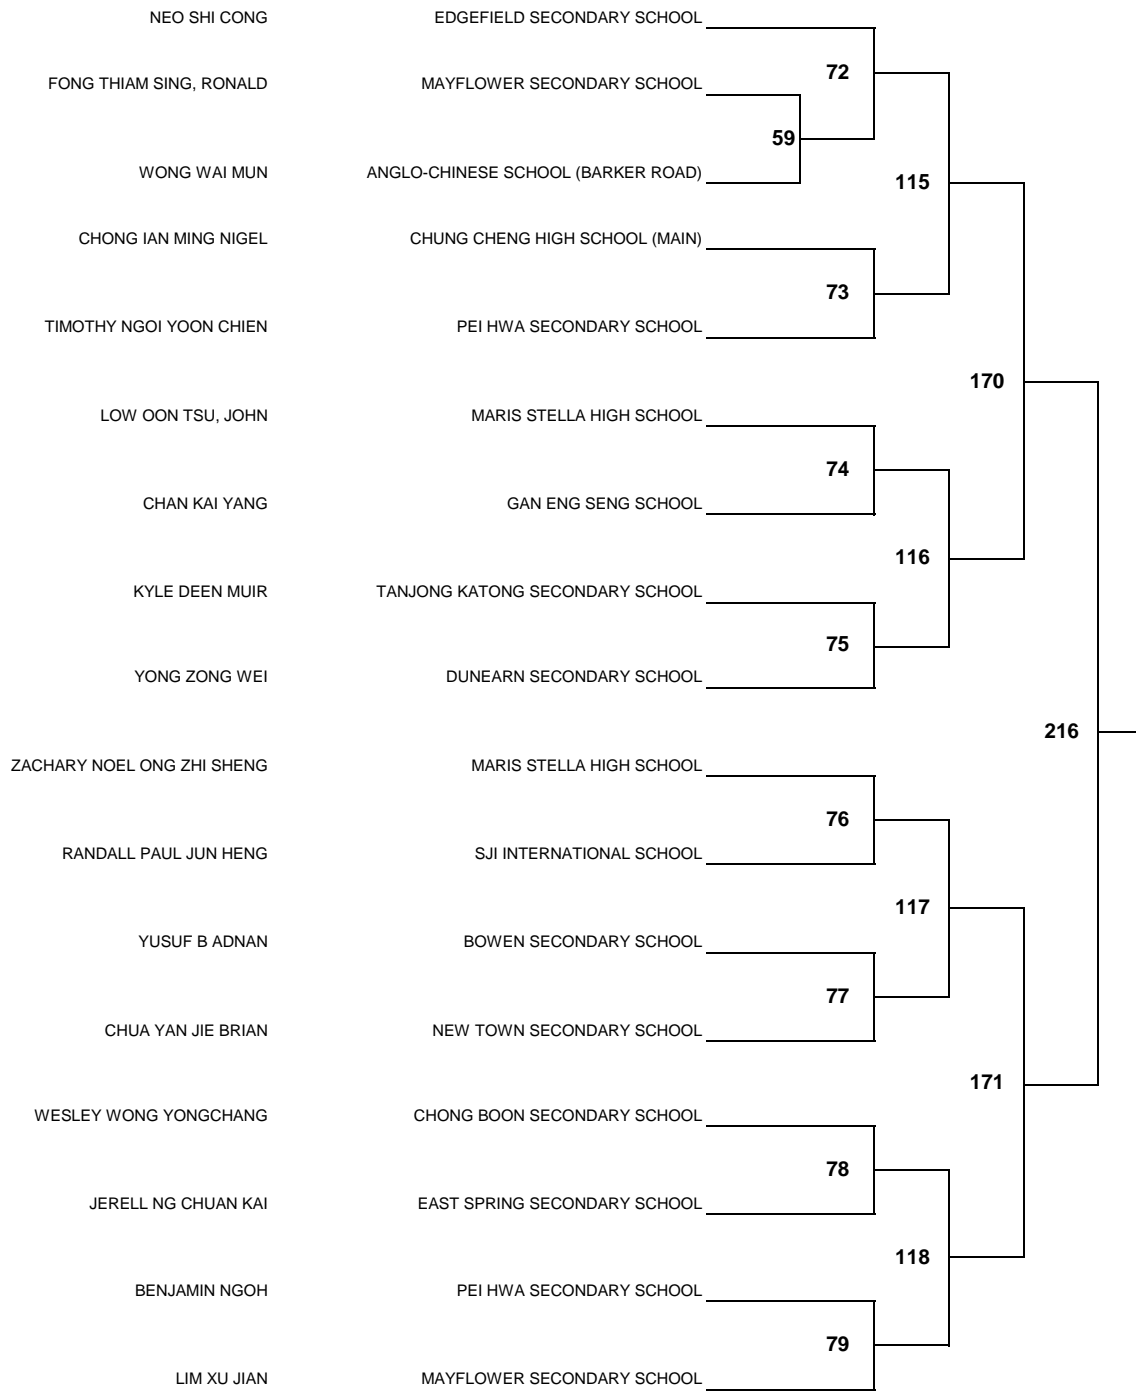 NEO SHI CONG EDGEFIELD SECONDARY SCHOOL
72
FONG THIAM SING, RONALD MAYFLOWER SECONDARY SCHOOL
59
WONG WAI MUN ANGLO-CHINESE SCHOOL (BARKER ROAD)
115
CHONG IAN MING NIGEL CHUNG CHENG HIGH SCHOOL (MAIN)
73
TIMOTHY NGOI YOON CHIEN PEI HWA SECONDARY SCHOOL
170
LOW OON TSU, JOHN MARIS STELLA HIGH SCHOOL
74
CHAN KAI YANG GAN ENG SENG SCHOOL
116
KYLE DEEN MUIR TANJONG KATONG SECONDARY SCHOOL
75
YONG ZONG WEI DUNEARN SECONDARY SCHOOL
216
ZACHARY NOEL ONG ZHI SHENG MARIS STELLA HIGH SCHOOL
76
RANDALL PAUL JUN HENG SJI INTERNATIONAL SCHOOL
117
YUSUF B ADNAN BOWEN SECONDARY SCHOOL
77
CHUA YAN JIE BRIAN NEW TOWN SECONDARY SCHOOL
171
WESLEY WONG YONGCHANG CHONG BOON SECONDARY SCHOOL
78
JERELL NG CHUAN KAI EAST SPRING SECONDARY SCHOOL
118
BENJAMIN NGOH PEI HWA SECONDARY SCHOOL
79
LIM XU JIAN MAYFLOWER SECONDARY SCHOOL